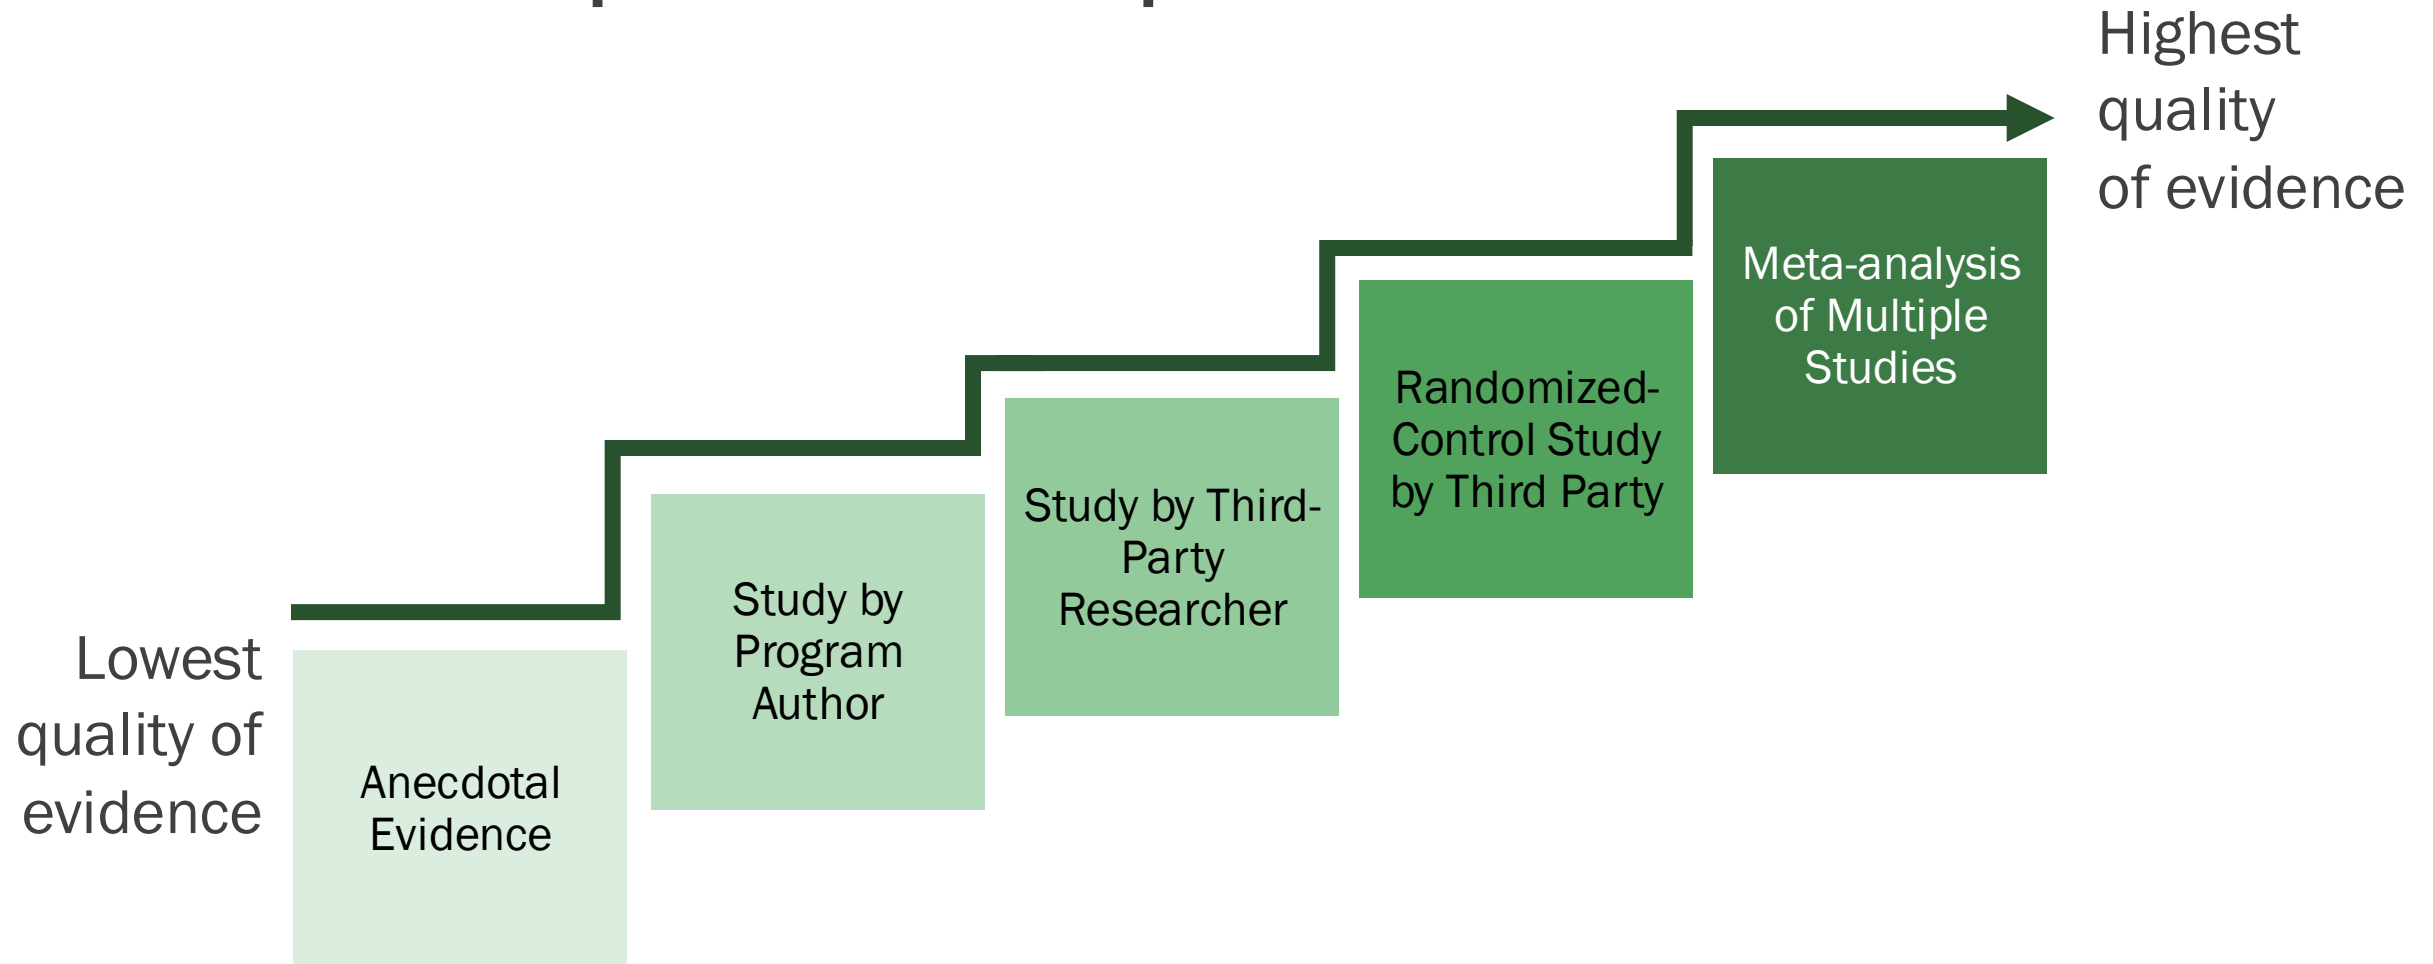 Highest
quality
of evidence
Meta-analysis
of Multiple
Studies
Randomized-
Control Study
by Third Party
Study by Third-
Party
Researcher
Study by
Program
Author
Lowest
quality of
evidence
Anecdotal
Evidence